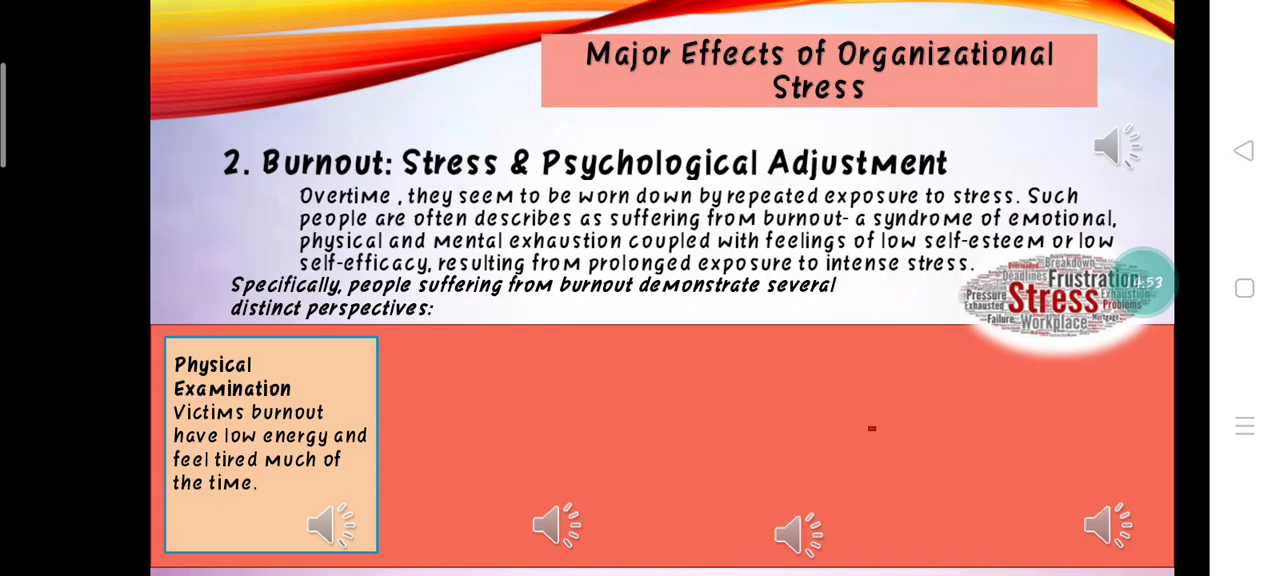 Major Effects of Organizational
Stress
2. Burnout: Stress & Psychological Adjustment
Overtime , they seem to be worn down by repeated exposure to stress. Such
people are often describes as suffering from burnout- a syndrome of emotional,
physical and mental exhaustion coupled with feelings of low self-esteem or low
self-efficacy, resulting from prolonged exposure to intense stress.
Specifically, people suffering from burnout demonstrate several
distinct perspectives:
Breakdown
Deadlines Frustration
Pressure Stress Exhaustion
Exhausted Problems
Failure Workplace Mortgage
Physical
Examination
Victims burnout
have low energy and
feel tired much of
the time.